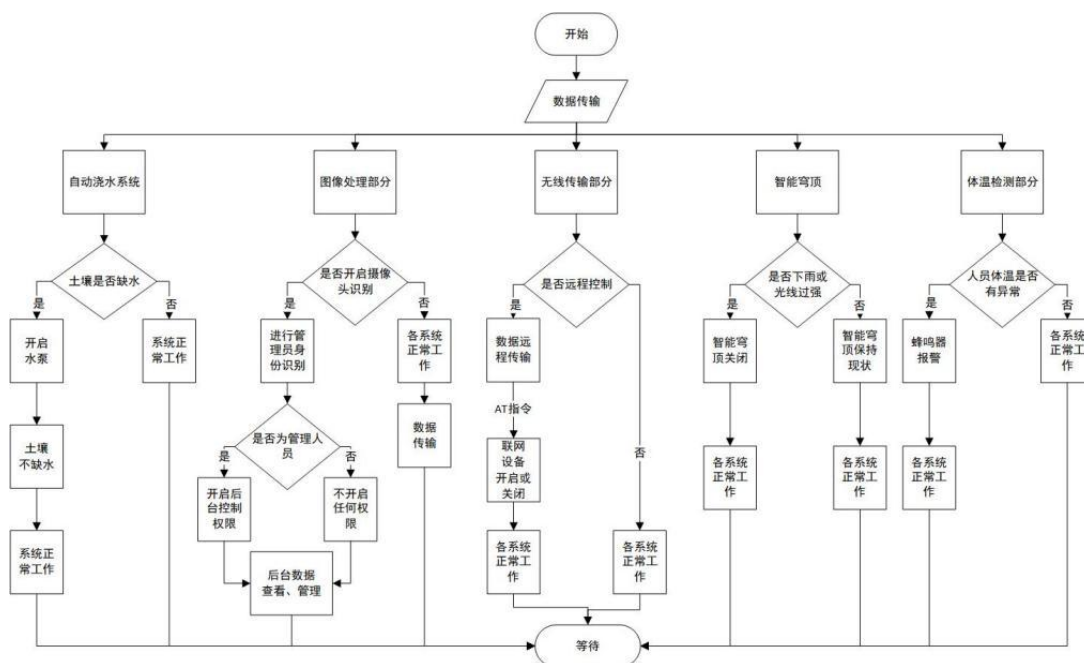 开始
数据传输
自动浇水系统
图像处理部分
无线传输部分
智能穹顶
体温检测部分
土壤是否缺水
是
否
开启
水泵
土壤
不缺水
系统正
常工作
系统正
常工作
是否开启摄像
头识别
是
否
进行管
理员身
份识别
是否为管理人
员
是
否
开启后
台控制
权限
不开启
任何权
限
后台数据
查看、管理
各系统
正常工
作
数据
传输
是否远程控制
是
否
数据远
程传输
AT指令
联网
设备
开启或
关闭
各系统
正常工
作
各系统
正常工
作
是否下雨或
光线过强
是
否
智能穹
顶关闭
各系统
正常工
作
智能穹
顶保持
现状
各系统
正常工
作
人员体温是否
有异常
是
否
蜂鸣器
报警
各系统
正常工
作
各系统
正常工
作
等待